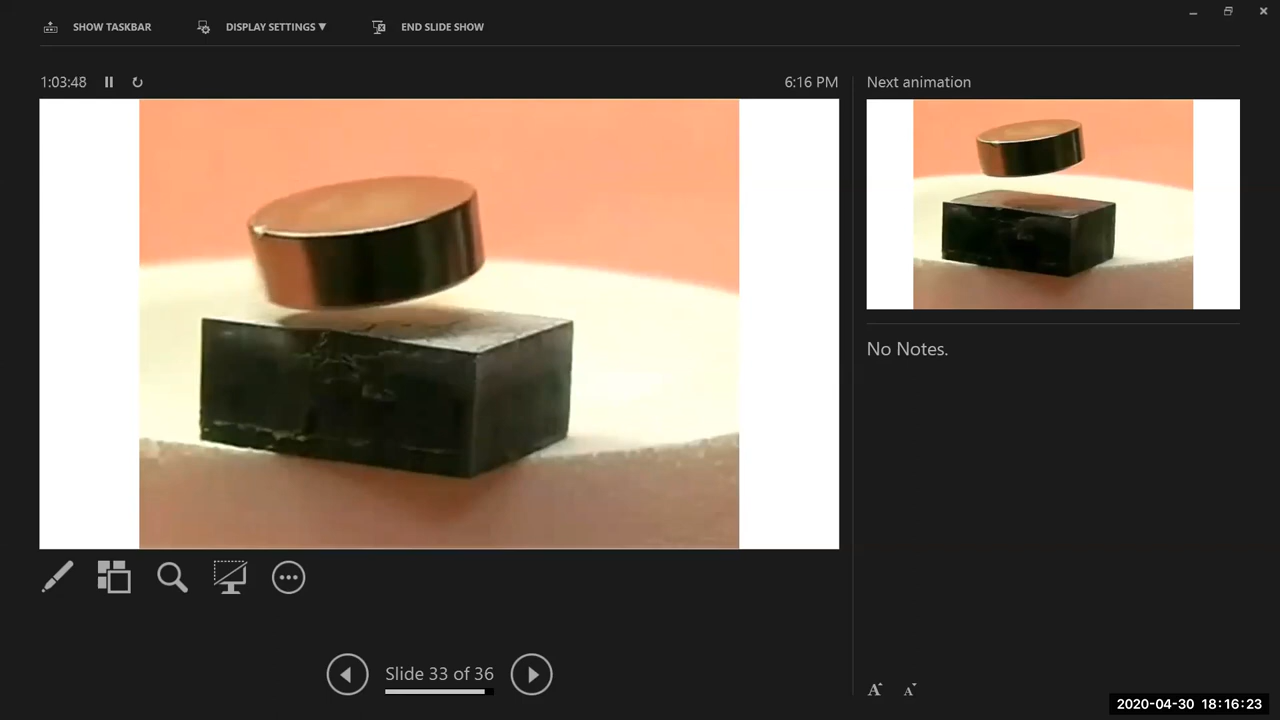 SHOW TASKBAR
DISPLAY SETTINGS ▼
END SLIDE SHOW
1:03:48
6:16 PM
Next animation
No Notes.
Slide 33 of 36
A A
2020-04-30 18:16:23